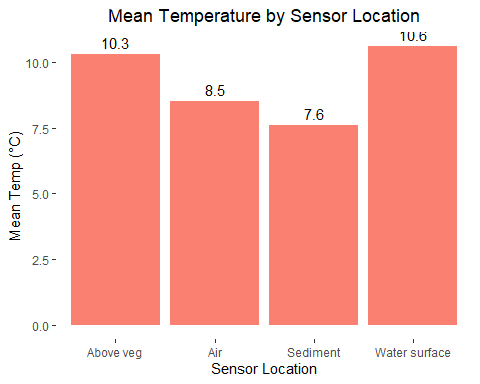 Mean Temperature by Sensor Location
10.3
8.5
7.6
10.6
Mean Temp (°C)
10.0
7.5
5.0
2.5
0.0
Above veg
Air
Sediment
Water surface
Sensor Location